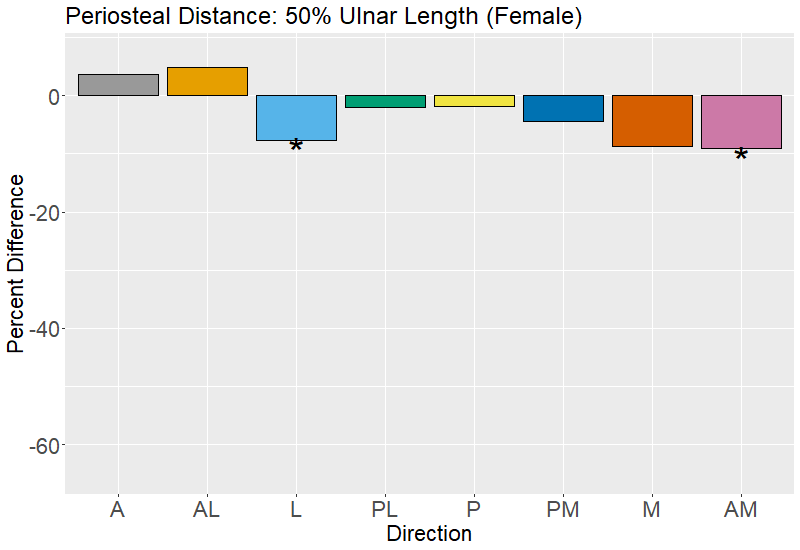 Periosteal Distance: 50% Ulnar Length (Female)
Percent Difference
0
-20
-40
-60
*
*
A AL L PL P PM M AM
Direction